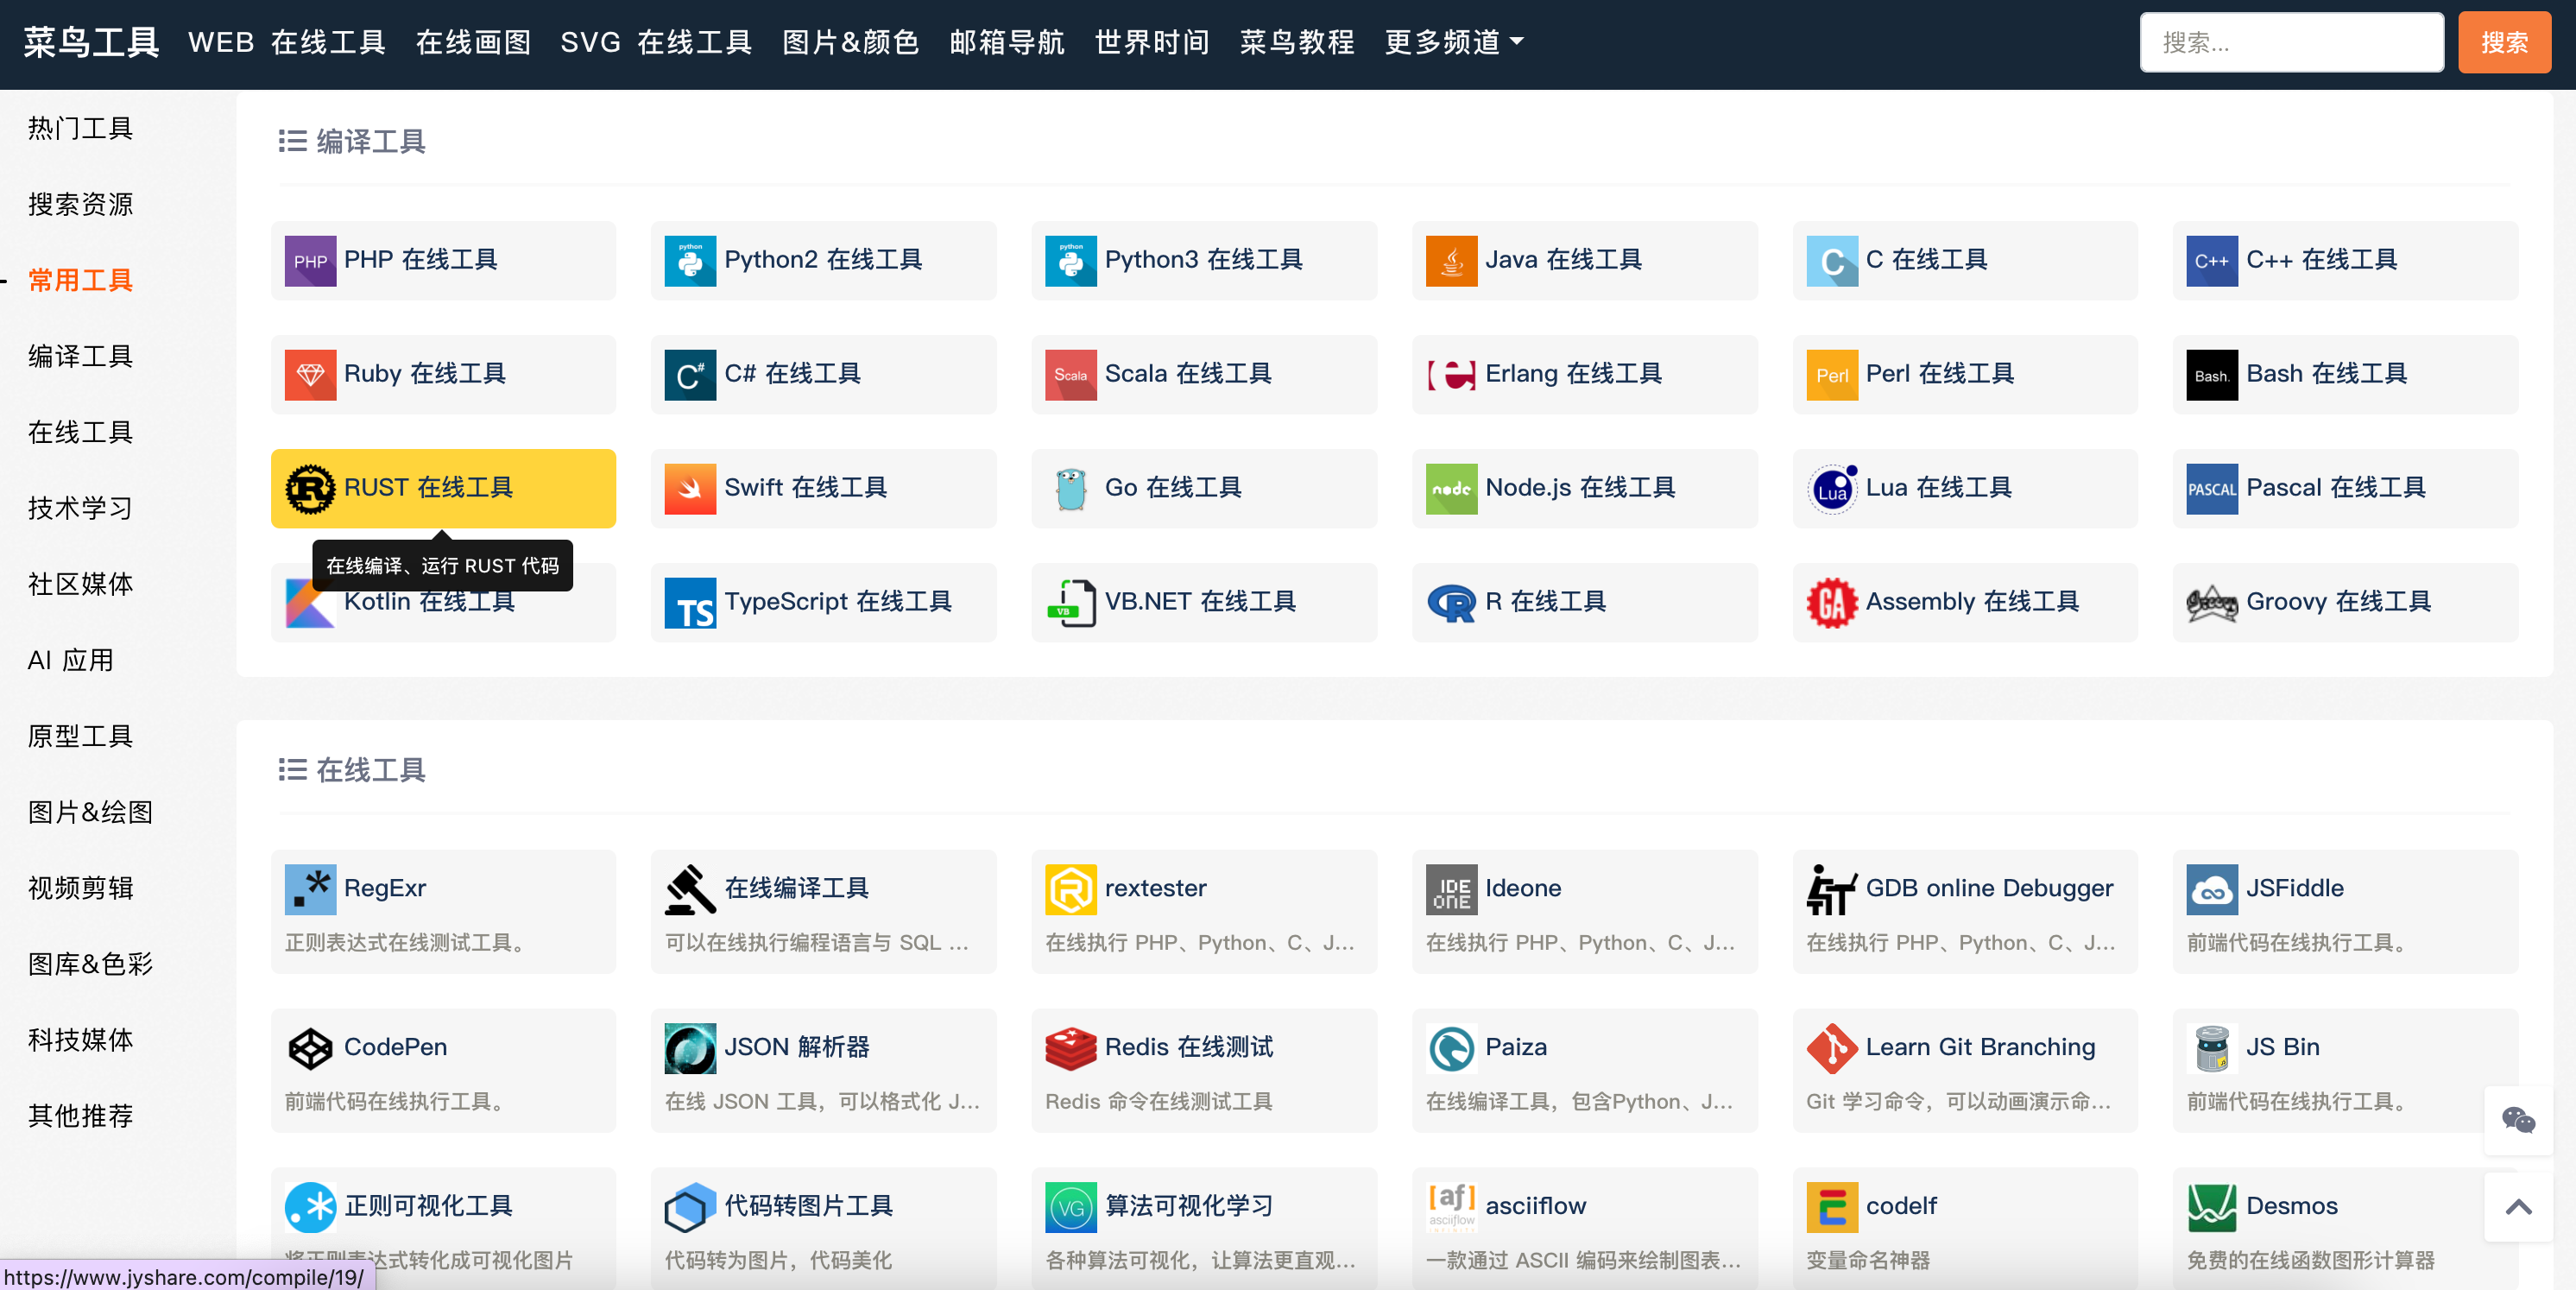 菜鸟工具 WEB 在线工具 在线画图 SVG 在线工具 图片&颜色 邮箱导航 世界时间 菜鸟教程 更多频道 搜索... 搜索
热门工具
搜索资源
常用工具
编译工具
在线工具
技术学习
社区媒体
AI 应用
原型工具
图片&绘图
视频剪辑
图库&色彩
科技媒体
其他推荐
编译工具
PHP PHP 在线工具
python Python2 在线工具
python Python3 在线工具
Java 在线工具
C C 在线工具
C++ C++ 在线工具
Ruby 在线工具
C# C# 在线工具
Scala Scala 在线工具
e Erlang 在线工具
Perl Perl 在线工具
Bash. Bash 在线工具
R RUST 在线工具
Swift 在线工具
Go 在线工具
node Node.js 在线工具
Lua Lua 在线工具
PASCAL Pascal 在线工具
在线编译、运行 RUST 代码
Kotlin 在线工具
TS TypeScript 在线工具
VB VB.NET 在线工具
R R 在线工具
GA Assembly 在线工具
Groovy Groovy 在线工具
在线工具
.* RegExr
正则表达式在线测试工具。
在线编译工具
可以在线执行编程语言与 SQL ...
R rextester
在线执行 PHP、Python、C、J...
IDEONE Ideone
在线执行 PHP、Python、C、J...
GDB online Debugger
在线执行 PHP、Python、C、J...
JSFiddle
前端代码在线执行工具。
CodePen
前端代码在线执行工具。
JSON 解析器
在线 JSON 工具，可以格式化 J...
Redis 在线测试
Redis 命令在线测试工具
Paiza
在线编译工具，包含Python、J...
Learn Git Branching
Git 学习命令，可以动画演示命...
JS Bin
前端代码在线执行工具。
.* 正则可视化工具
将正则表达式转化成可视化图片
代码转图片工具
代码转为图片，代码美化
VG 算法可视化学习
各种算法可视化，让算法更直观...
[af] asciiflow asciiflow
一款通过 ASCII 编码来绘制图表...
E codelf
变量命名神器
Desmos
免费的在线函数图形计算器
https://www.jyshare.com/compile/19/